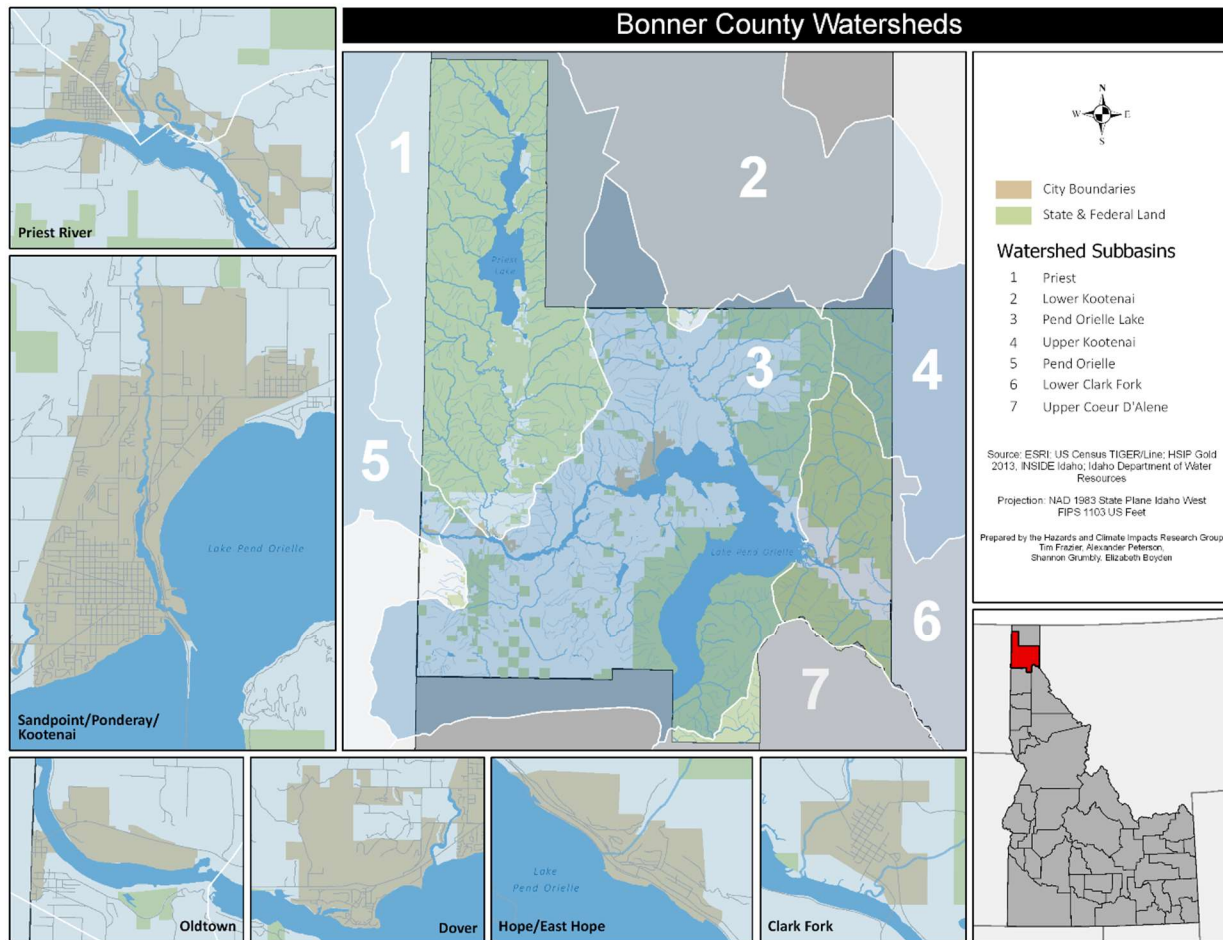 Bonner County Watersheds
Priest River
Sandpoint/Ponderay/
Kootenai
Lake Pend Orielle
Oldtown
Dover
Lake
Pend Orielle
Hope/East Hope
Clark Fork
1
2
3
4
5
6
7
Priest
Lake
Lake Pend Orielle
N
W
E
S
City Boundaries
State & Federal Land
Watershed Subbasins
1 Priest
2 Lower Kootenai
3 Pend Orielle Lake
4 Upper Kootenai
5 Pend Orielle
6 Lower Clark Fork
7 Upper Coeur D'Alene
Source: ESRI: US Census TIGER/Line; HSIP Gold
2013, INSIDE Idaho; Idaho Department of Water
Resources
Projection: NAD 1983 State Plane Idaho West
FIPS 1103 US Feet
Prepared by the Hazards and Climate Impacts Research Group
Tim Frazier, Alexander Peterson,
Shannon Grumbly, Elizabeth Boyden